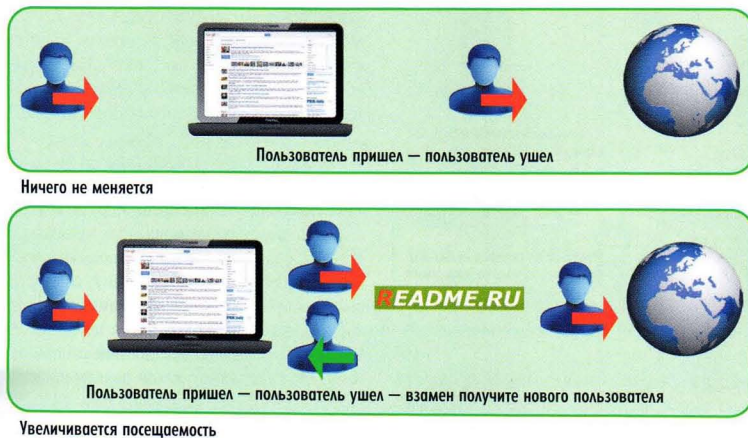 Пользователь пришел — пользователь ушел
Ничего не меняется
README.RU
Пользователь пришел — пользователь ушел — взамен получите нового пользователя
Увеличивается посещаемость